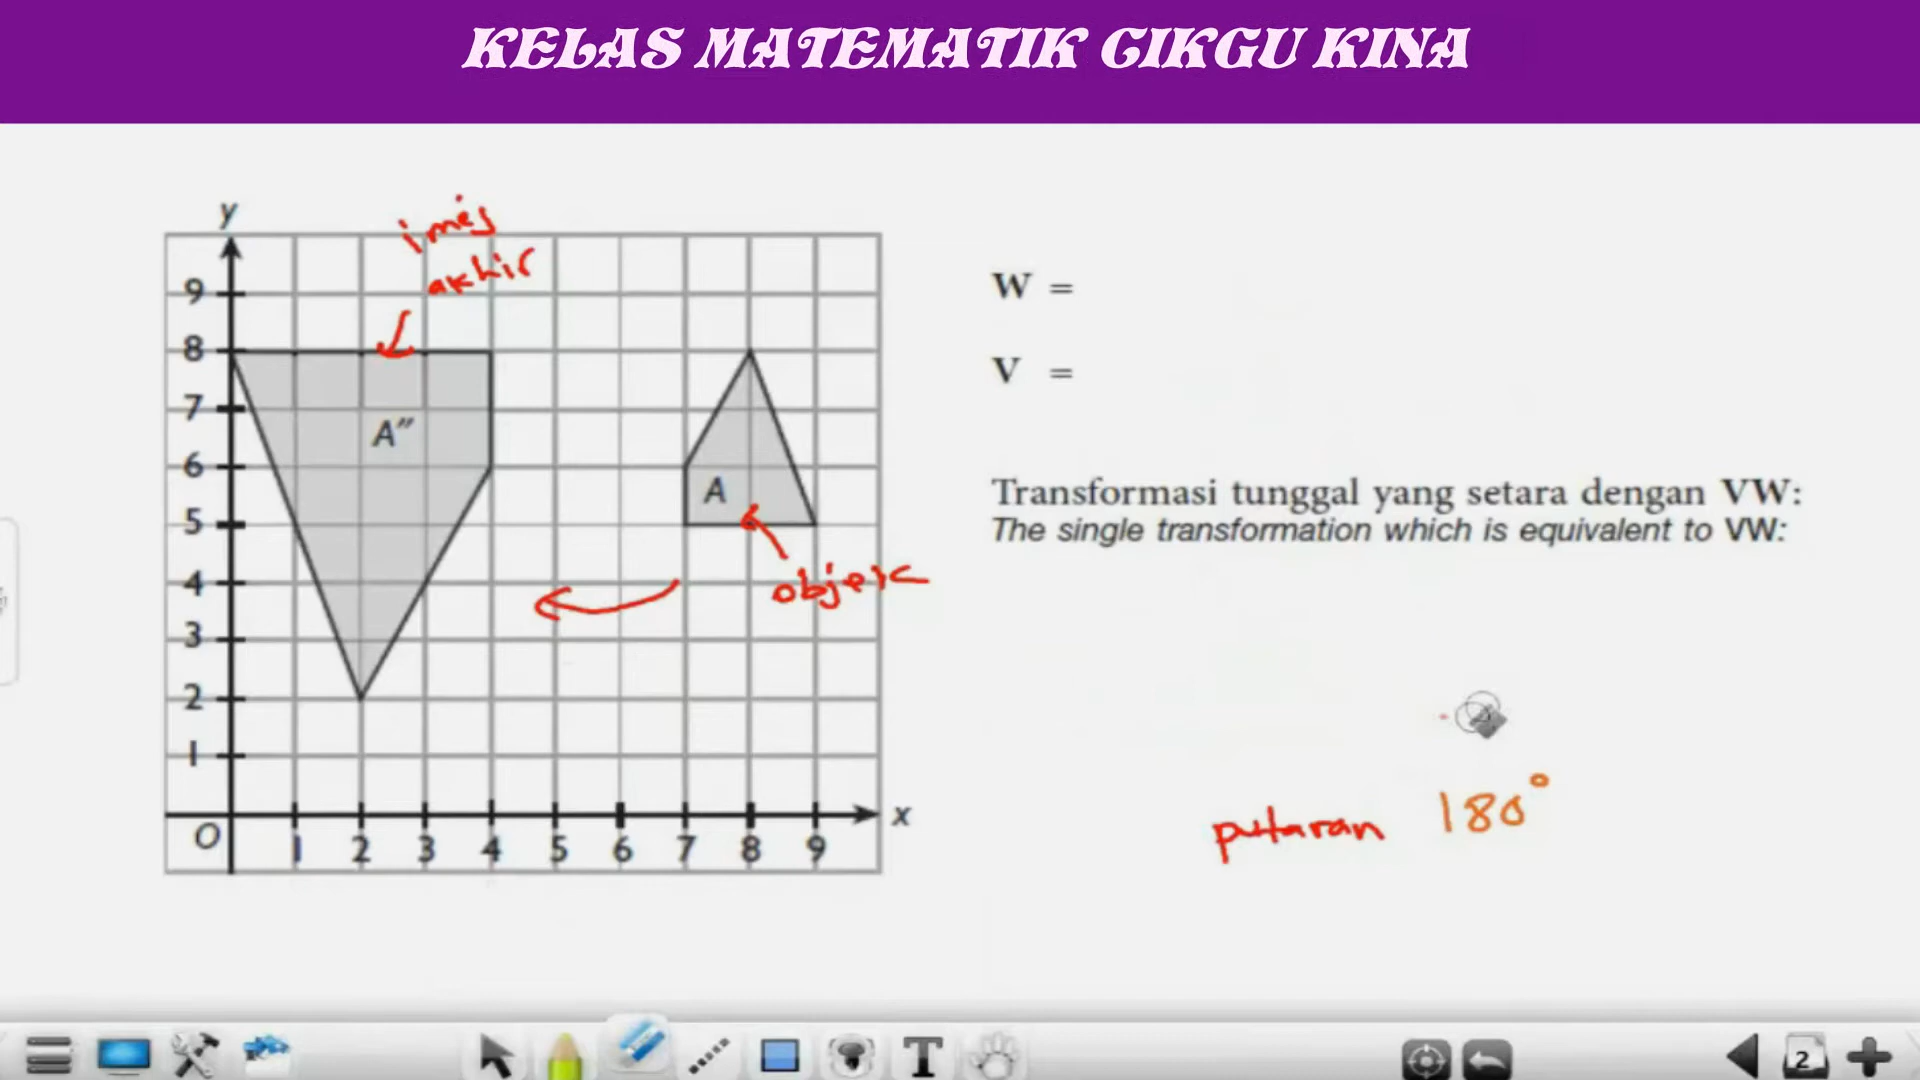 KELAS MATEMATIK CIKGU KINA
y
imej
akhir
9
8
7
6
5
4
3
2
1
A″
A
objek
O
1 2 3 4 5 6 7 8 9
x
W =
V =
Transformasi tunggal yang setara dengan VW:
The single transformation which is equivalent to VW:
putaran 180°
T
2